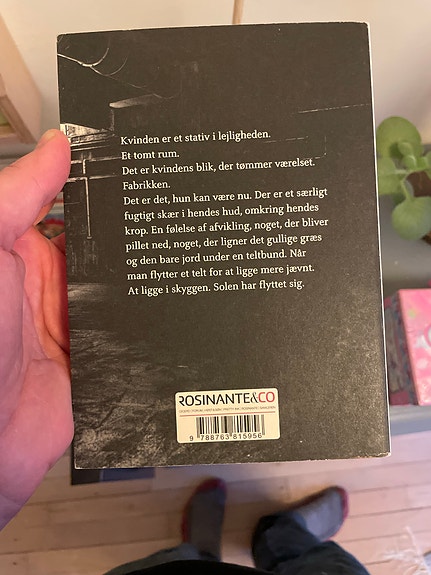 Kvinden er et stativ i lejligheden.
Et tomt rum.
Det er kvindens blik, der tømmer værelset.
Fabrikken.
Det er det, hun kan være nu. Der er et særligt
fugtigt skær i hendes hud, omkring hendes
krop. En følelse af afvikling, noget, der bliver
pillet ned, noget, der ligner det gullige græs
og den bare jord under en teltbund. Når
man flytter et telt for at ligge mere jævnt.
At ligge i skyggen. Solen har flyttet sig.
ROSINANTE&CO
9 788763 815956